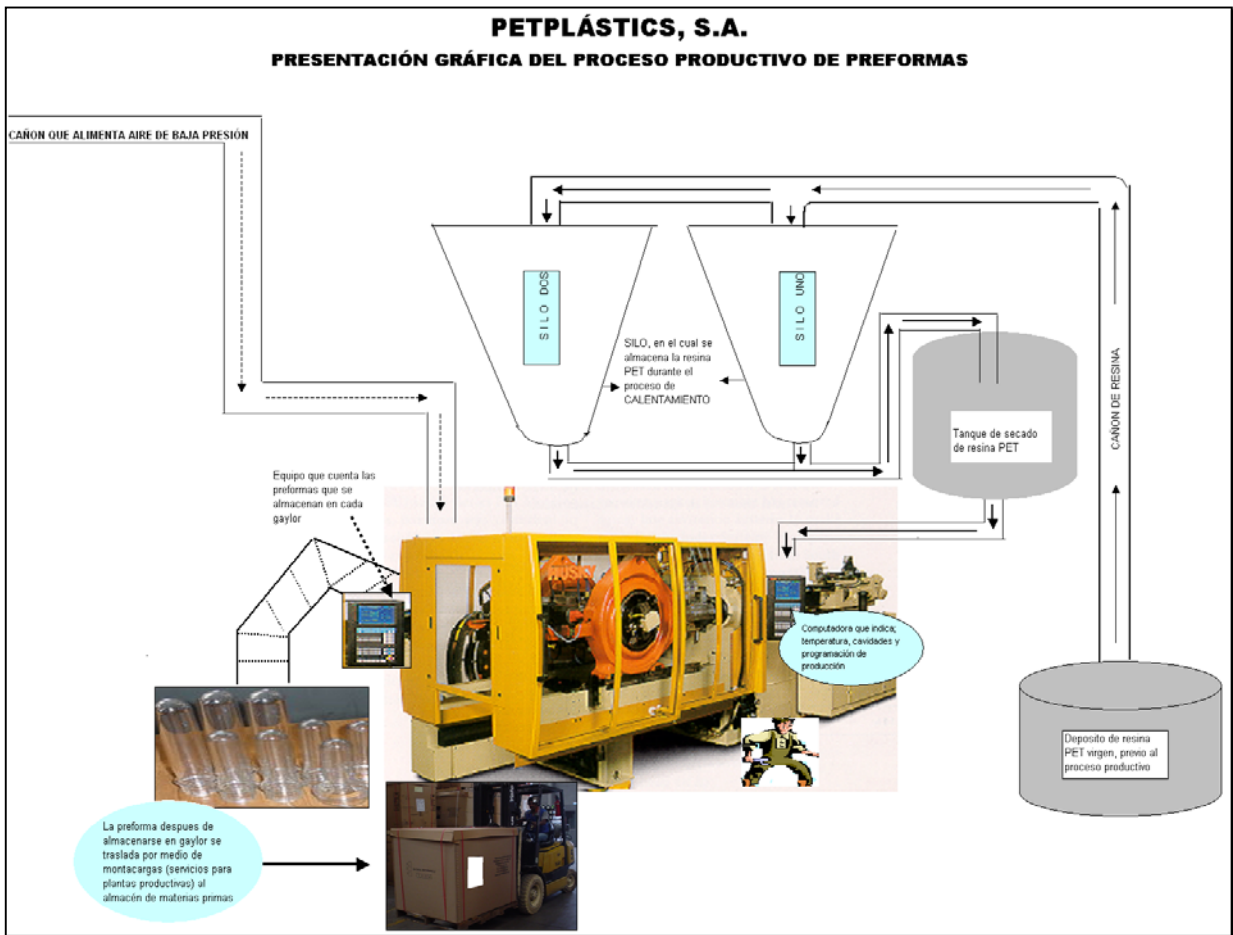 PETPLÁSTICS, S.A.
PRESENTACIÓN GRÁFICA DEL PROCESO PRODUCTIVO DE PREFORMAS
CAÑON QUE ALIMENTA AIRE DE BAJA PRESIÓN
SILO DOS
SILO UNO
SILO, en el cual se
almacena la resina
PET durante el
proceso de
CALENTAMIENTO
CAÑON DE RESINA
Tanque de secado
de resina PET
Equipo que cuenta las
preformas que se
almacenan en cada
gaylor
HUSKY
Computadora que indica;
temperatura, cavidades y
programación de
producción
Deposito de resina
PET virgen, previo al
proceso productivo
La preforma despues de
almacenarse en gaylor se
traslada por medio de
montacargas (servicios para
plantas productivas) al
almacén de materias primas